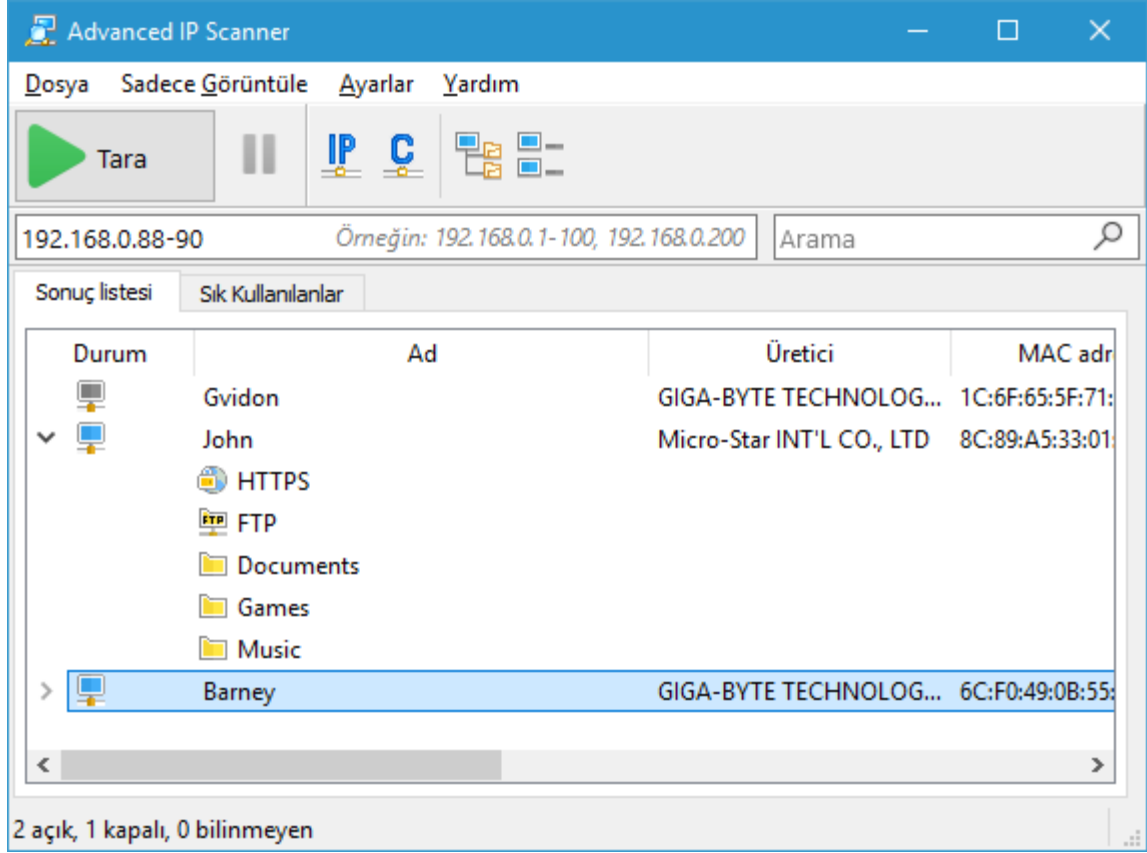 Advanced IP Scanner
Dosya Sadece Görüntüle Ayarlar Yardım
Tara IP C
192.168.0.88-90 Örneğin: 192.168.0.1-100, 192.168.0.200 Arama
Sonuç listesi Sık Kullanılanlar
Durum Ad Üretici MAC adr
Gvidon GIGA-BYTE TECHNOLOG... 1C:6F:65:5F:71:
John Micro-Star INT'L CO., LTD 8C:89:A5:33:01:
HTTPS
FTP FTP
Documents
Games
Music
Barney GIGA-BYTE TECHNOLOG... 6C:F0:49:0B:55:
2 açık, 1 kapalı, 0 bilinmeyen